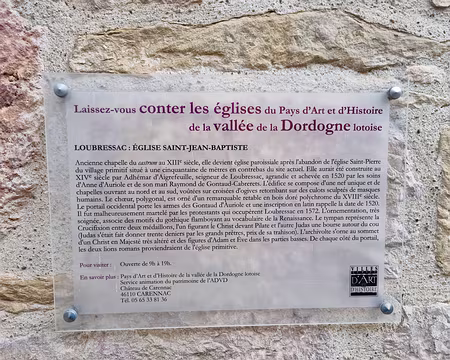 Laissez-vous conter les églises du Pays d'Art et d'Histoire
de la vallée de la Dordogne lotoise
LOUBRESSAC : ÉGLISE SAINT-JEAN-BAPTISTE
Ancienne chapelle du castrum au XIIIe siècle, elle devient église paroissiale après l'abandon de l'église Saint-Pierre
du village primitif situé à une cinquantaine de mètres en contrebas du site actuel. Elle aurait été construite au
XIVe siècle par Adhémar d'Aigrefeuille, seigneur de Loubressac, agrandie et achevée en 1520 par les soins
d'Anne d'Auriole et de son mari Raymond de Gontaud-Cabrerets. L'édifice se compose d'une nef unique et de
chapelles ouvrant au nord et au sud, voûtées sur croisées d'ogives retombant sur des culots sculptés de masques
humains. Le chœur, polygonal, est orné d'un remarquable retable en bois doré polychrome du XVIIIe siècle.
Le portail occidental porte les armes des Gontaud d'Auriole et une inscription en latin rappelle la date de 1520.
Il fut malheureusement martelé par les protestants qui occupèrent Loubressac en 1572. L'ornementation, très
soignée, associe des motifs du gothique flamboyant au vocabulaire de la Renaissance. Le tympan représente la
Crucifixion entre deux médaillons, l'un figurant le Christ devant Pilate et l'autre Judas une bourse autour du cou
(Judas s'était fait donner trente deniers par les grands prêtres, prix de sa trahison). L'archivolte s'orne au sommet
d'un Christ en Majesté très altéré et des figures d'Adam et Eve dans les parties basses. De chaque côté du portail,
les deux lions romans proviendraient de l'église primitive.
Pour visiter : Ouverte de 9h à 19h.
En savoir plus : Pays d'Art et d'Histoire de la vallée de la Dordogne lotoise
Service animation du patrimoine de l'ADVD
Château de Carennac
46110 CARENNAC
Tél. 05 65 33 81 36
VILLES
& PAYS
D'ART
& D'HISTOIRE